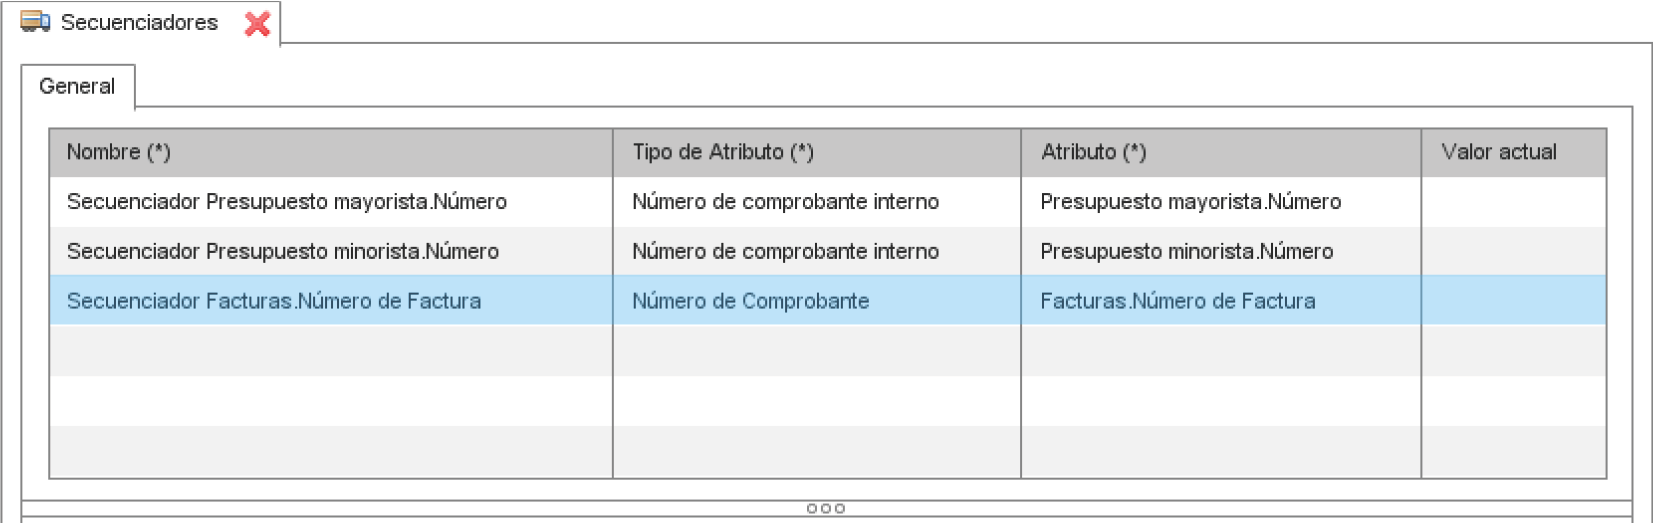 Secuenciadores
General
Nombre (*) Tipo de Atributo (*) Atributo (*) Valor actual
Secuenciador Presupuesto mayorista.Número Número de comprobante interno Presupuesto mayorista.Número
Secuenciador Presupuesto minorista.Número Número de comprobante interno Presupuesto minorista.Número
Secuenciador Facturas.Número de Factura Número de Comprobante Facturas.Número de Factura